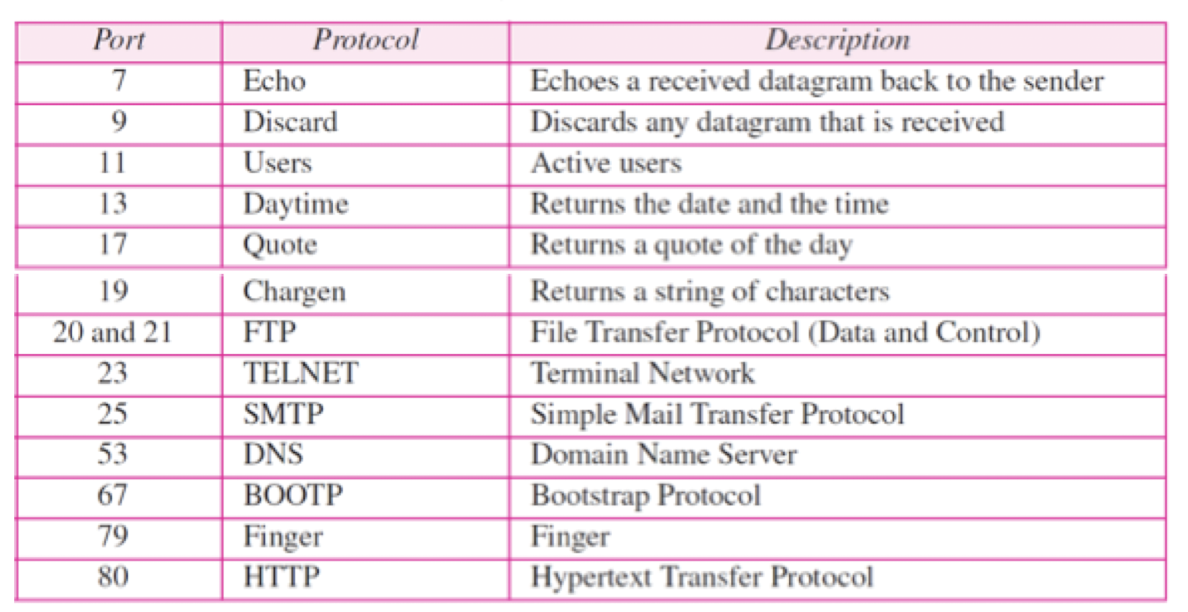 Port Protocol Description
7 Echo Echoes a received datagram back to the sender
9 Discard Discards any datagram that is received
11 Users Active users
13 Daytime Returns the date and the time
17 Quote Returns a quote of the day
19 Chargen Returns a string of characters
20 and 21 FTP File Transfer Protocol (Data and Control)
23 TELNET Terminal Network
25 SMTP Simple Mail Transfer Protocol
53 DNS Domain Name Server
67 BOOTP Bootstrap Protocol
79 Finger Finger
80 HTTP Hypertext Transfer Protocol